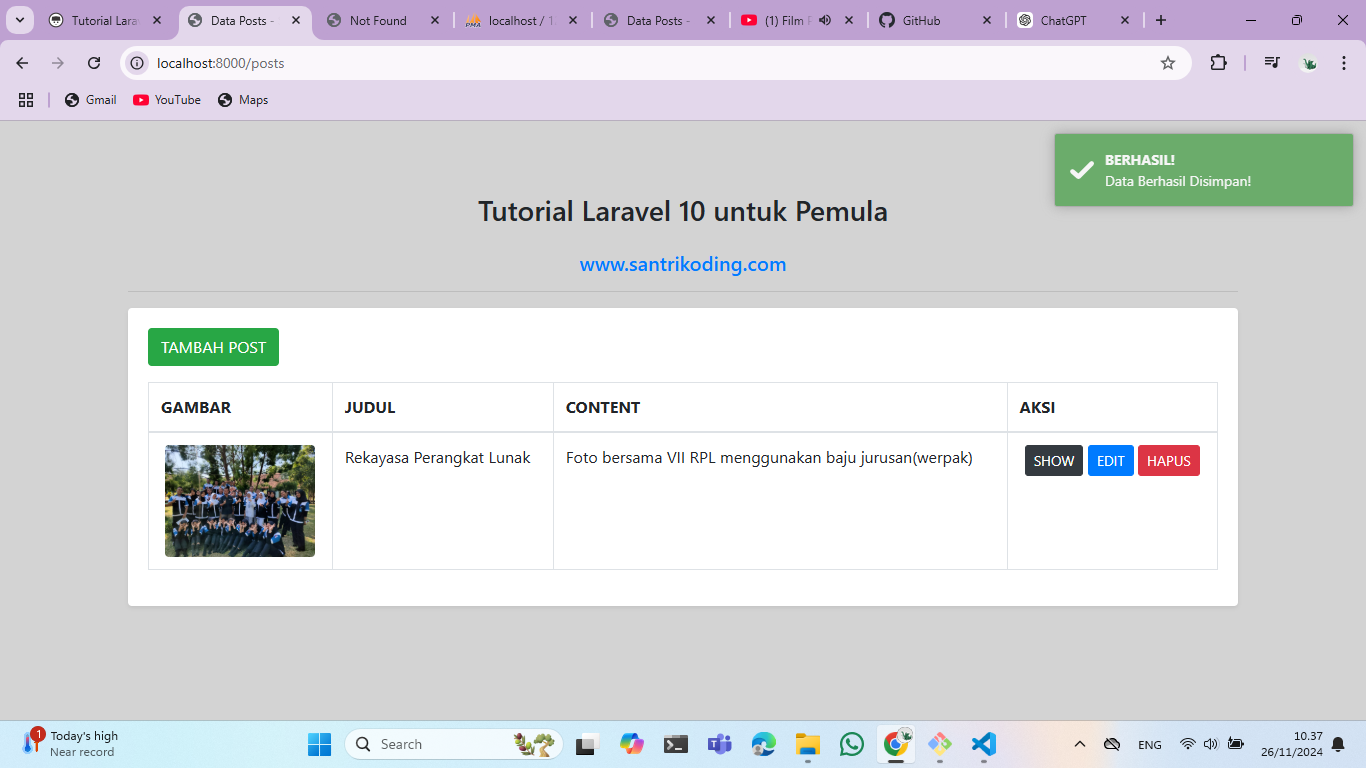 Tutorial Lara
Data Posts -
Not Found
localhost / 1
Data Posts -
(1) Film
GitHub
ChatGPT
localhost:8000/posts
Gmail
YouTube
Maps
BERHASIL!
Data Berhasil Disimpan!
Tutorial Laravel 10 untuk Pemula
www.santrikoding.com
TAMBAH POST
GAMBAR JUDUL CONTENT AKSI
Rekayasa Perangkat Lunak Foto bersama VII RPL menggunakan baju jurusan(werpak) SHOW EDIT HAPUS
1
Today's high
Near record
Search
ENG
10.37
26/11/2024